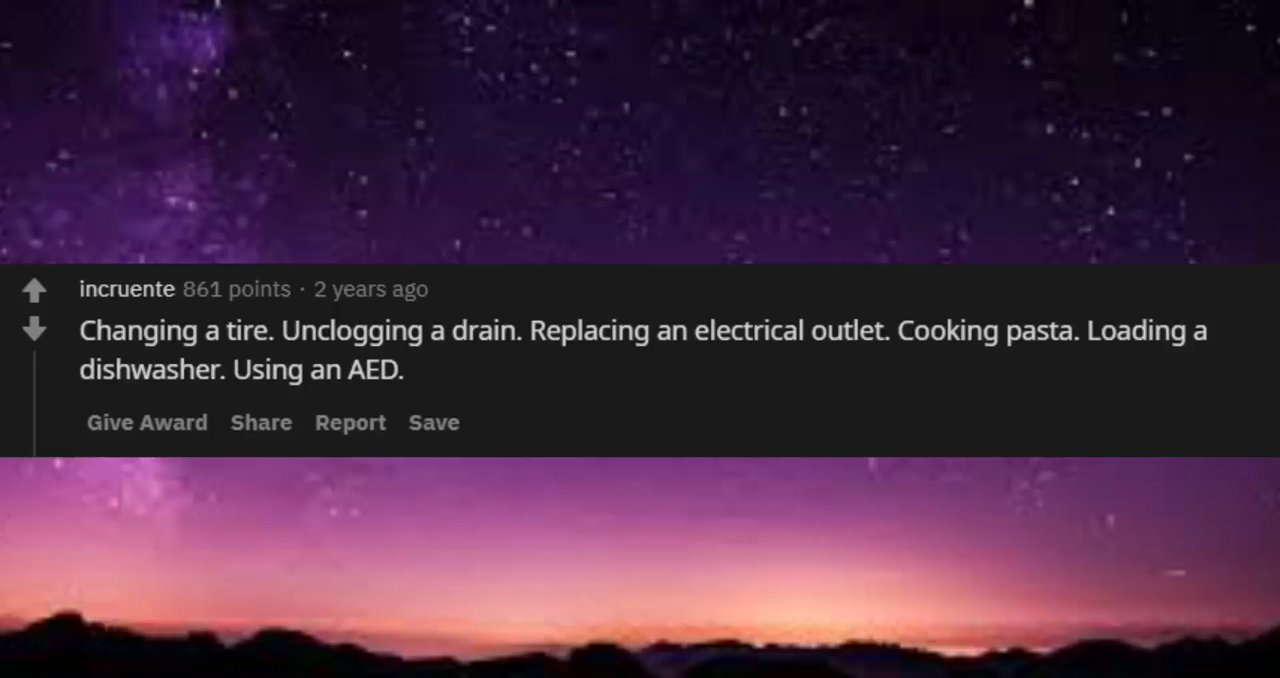 incruente 861 points · 2 years ago
Changing a tire. Unclogging a drain. Replacing an electrical outlet. Cooking pasta. Loading a
dishwasher. Using an AED.
Give Award Share Report Save